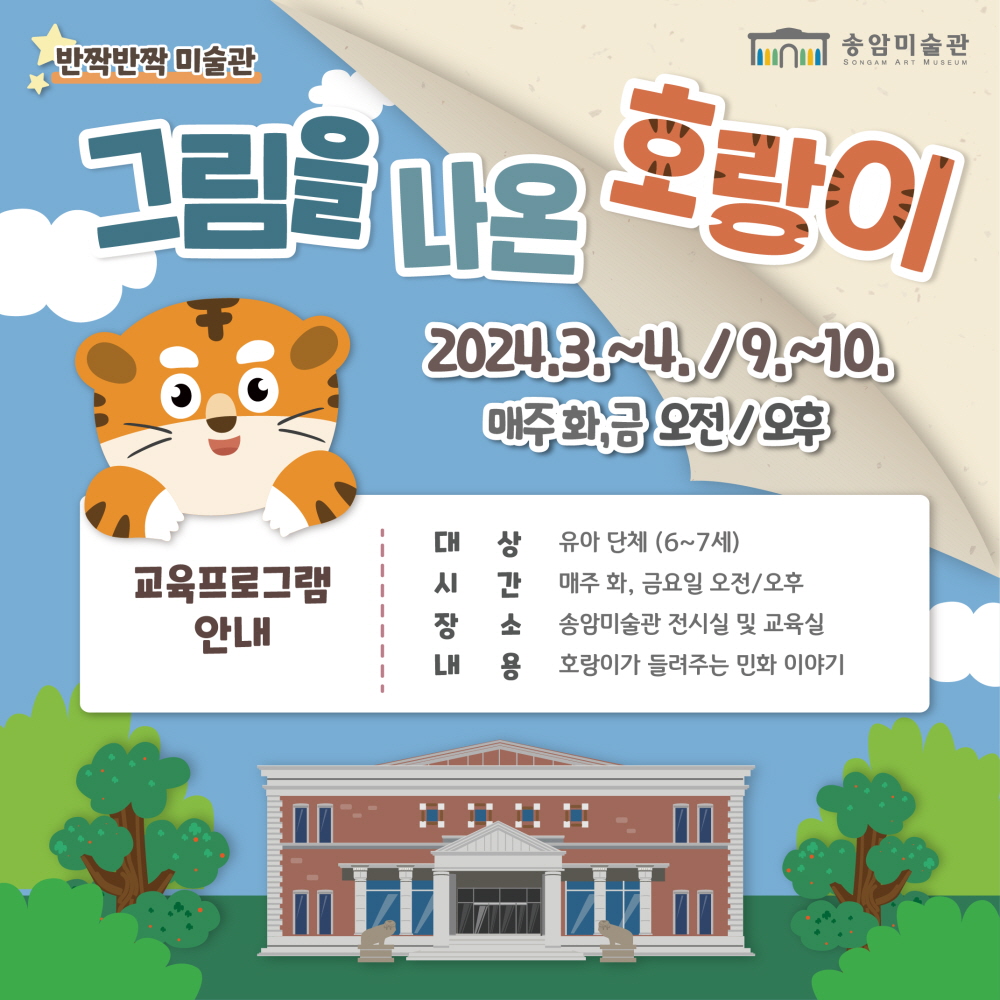 반짝반짝 미술관
송암미술관
SONGAM ART MUSEUM
그림을 나온 호랑이
2024.3.~4. / 9.~10.
매주 화,금 오전 / 오후
교육프로그램
안내
대 상 유아 단체 (6~7세)
시 간 매주 화, 금요일 오전/오후
장 소 송암미술관 전시실 및 교육실
내 용 호랑이가 들려주는 민화 이야기